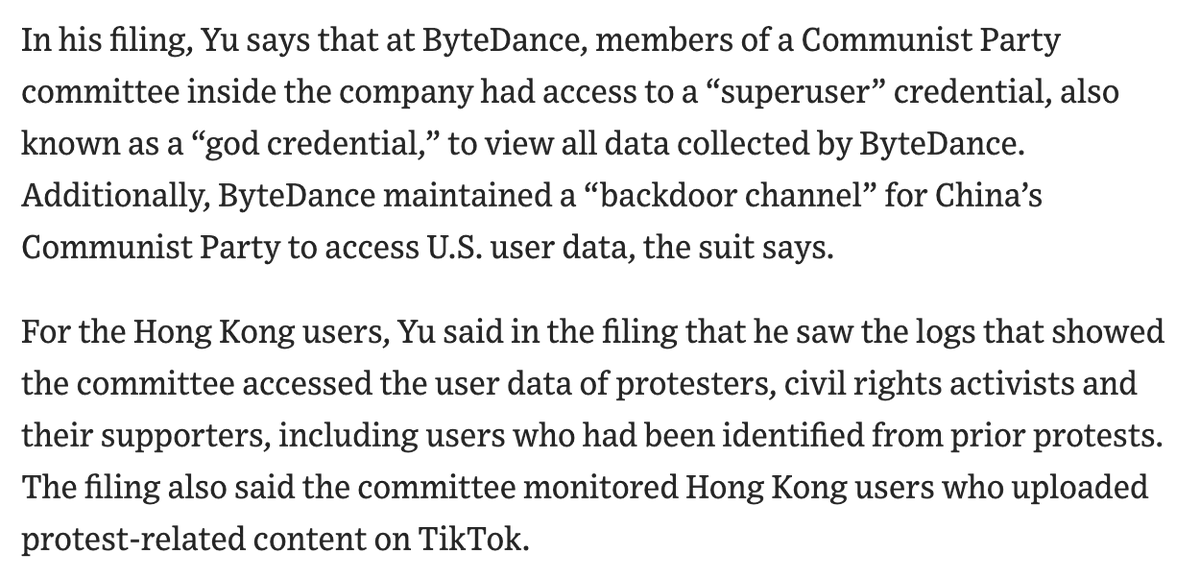 In his filing, Yu says that at ByteDance, members of a Communist Party
committee inside the company had access to a “superuser” credential, also
known as a “god credential,” to view all data collected by ByteDance.
Additionally, ByteDance maintained a “backdoor channel” for China’s
Communist Party to access U.S. user data, the suit says.
For the Hong Kong users, Yu said in the filing that he saw the logs that showed
the committee accessed the user data of protesters, civil rights activists and
their supporters, including users who had been identified from prior protests.
The filing also said the committee monitored Hong Kong users who uploaded
protest-related content on TikTok.